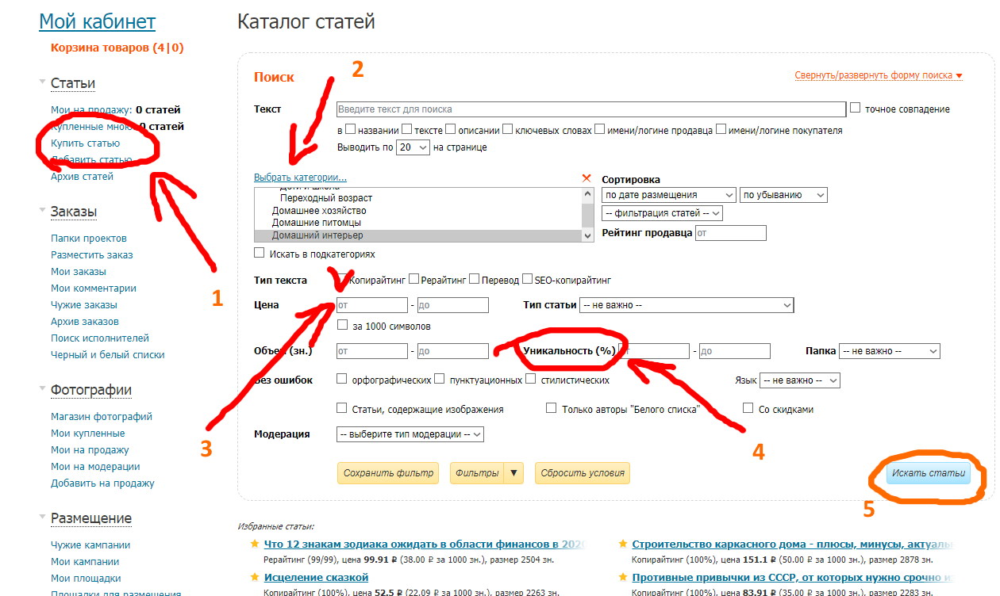 Мой кабинет
Корзина товаров (4|0)
Статьи
Мои на продажу: 0 статей
Купленные мною: 0 статей
Купить статью
Добавить статью
Архив статей
1
Заказы
Папки проектов
Разместить заказ
Мои заказы
Мои комментарии
Чужие заказы
Архив заказов
Поиск исполнителей
Черный и белый списки
Фотографии
Магазин фотографий
Мои купленные
Мои на продажу
Мои на модерации
Добавить на продажу
Размещение
Чужие кампании
Мои кампании
Мои площадки
Площадки для размещения
Каталог статей
Поиск
2
Свернуть/развернуть форму поиска
Текст Введите текст для поиска точное совпадение
в названии тексте описании ключевых словах имени/логине продавца имени/логине покупателя
Выводить по 20 на странице
Выбрать категории...
Дети и школа
Переходный возраст
Домашнее хозяйство
Домашние питомцы
Домашний интерьер
Сортировка
по дате размещения по убыванию
-- фильтрация статей --
Рейтинг продавца от
Искать в подкатегориях
Тип текста Копирайтинг Рерайтинг Перевод SEO-копирайтинг
Цена от - до Тип статьи -- не важно --
за 1000 символов
Объем (зн.) от - до Уникальность (%) от - до Папка -- не важно --
Без ошибок орфографических пунктуационных стилистических Язык -- не важно --
Статьи, содержащие изображения Только авторы "Белого списка" Со скидками
Модерация -- выберите тип модерации --
3
4
Сохранить фильтр Фильтры ▼ Сбросить условия Искать статьи
5
Избранные статьи:
Что 12 знакам зодиака ожидать в области финансов в 2020
Рерайтинг (99/99), цена 99.91 ₽ (38.00 ₽ за 1000 зн.), размер 2504 зн.
Исцеление сказкой
Копирайтинг (100%), цена 52.5 ₽ (22.09 ₽ за 1000 зн.), размер 2263 зн.
Строительство каркасного дома - плюсы, минусы, актуаль
Копирайтинг (100%), цена 151.1 ₽ (50.00 ₽ за 1000 зн.), размер 2878 зн.
Противные привычки из СССР, от которых нужно срочно из
Копирайтинг (100%), цена 83.91 ₽ (35.00 ₽ за 1000 зн.), размер 2283 зн.